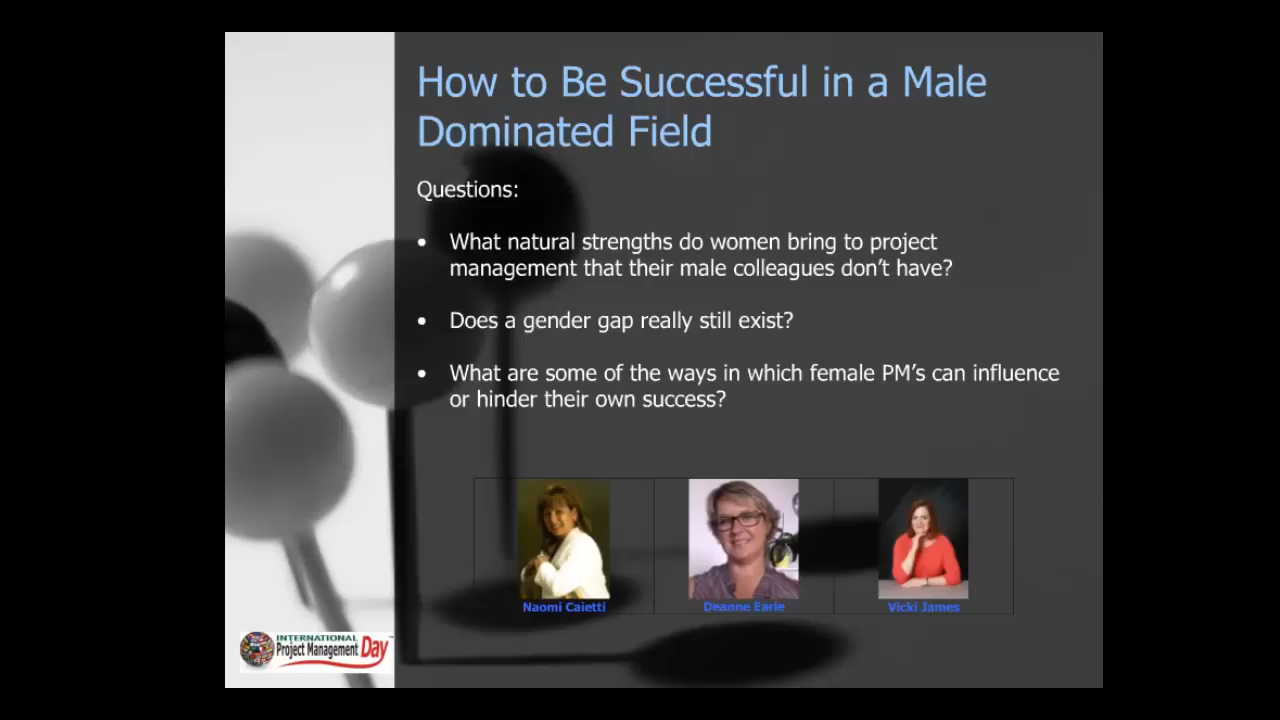 How to Be Successful in a Male
Dominated Field
Questions:
• What natural strengths do women bring to project
management that their male colleagues don’t have?
• Does a gender gap really still exist?
• What are some of the ways in which female PM’s can influence
or hinder their own success?
Naomi Caietti
Deanne Earle
Vicki James
INTERNATIONAL
Project Management Day™